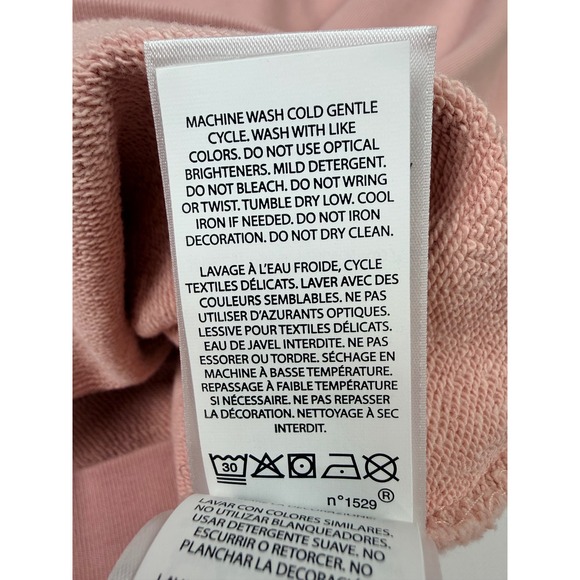 MACHINE WASH COLD GENTLE
CYCLE. WASH WITH LIKE
COLORS. DO NOT USE OPTICAL
BRIGHTENERS. MILD DETERGENT.
DO NOT BLEACH. DO NOT WRING
OR TWIST. TUMBLE DRY LOW. COOL
IRON IF NEEDED. DO NOT IRON
DECORATION. DO NOT DRY CLEAN.
LAVAGE À L'EAU FROIDE, CYCLE
TEXTILES DÉLICATS. LAVER AVEC DES
COULEURS SEMBLABLES. NE PAS
UTILISER D'AZURANTS OPTIQUES.
LESSIVE POUR TEXTILES DÉLICATS.
EAU DE JAVEL INTERDITE. NE PAS
ESSORER OU TORDRE. SÉCHAGE EN
MACHINE À BASSE TEMPÉRATURE.
REPASSAGE À FAIBLE TEMPÉRATURE
SI NÉCESSAIRE. NE PAS REPASSER
LA DÉCORATION. NETTOYAGE À SEC
INTERDIT.
30
®
n°1529
LAVAR CON COLORES SIMILARES.
NO UTILIZAR BLANQUEADORES.
USAR DETERGENTE SUAVE. NO
ESCURRIR O RETORCER. NO
PLANCHAR LA DECORACIÓN